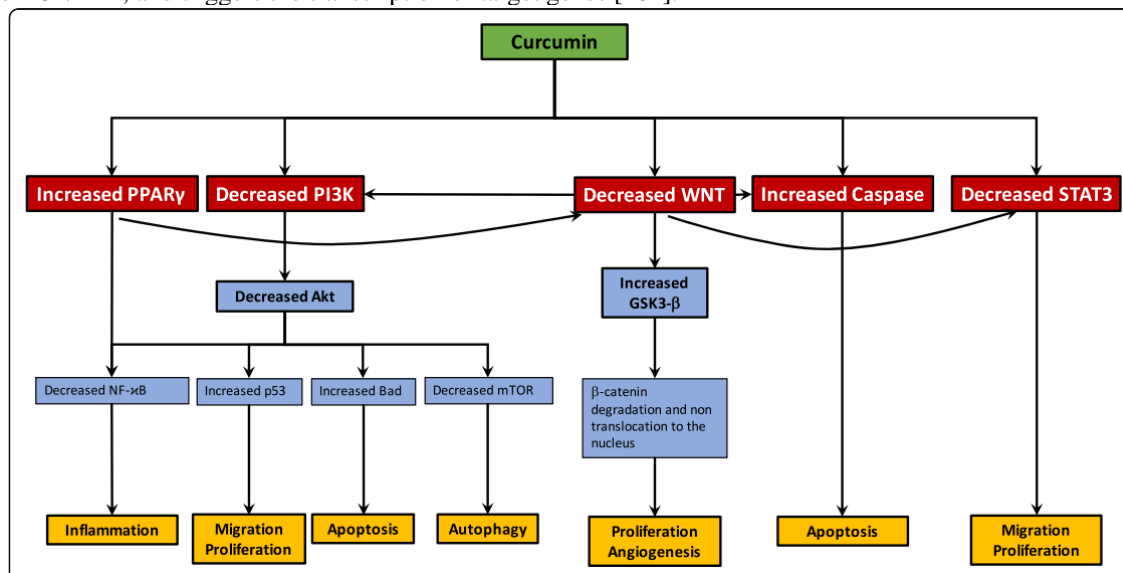 Curcumin
Increased PPARγ
Decreased PI3K
Decreased WNT
Increased Caspase
Decreased STAT3
Decreased Akt
Increased
GSK3-β
Decreased NF-ϰB
Increased p53
Increased Bad
Decreased mTOR
β-catenin
degradation and non
translocation to the
nucleus
Inflammation
Migration
Proliferation
Apoptosis
Autophagy
Proliferation
Angiogenesis
Apoptosis
Migration
Proliferation